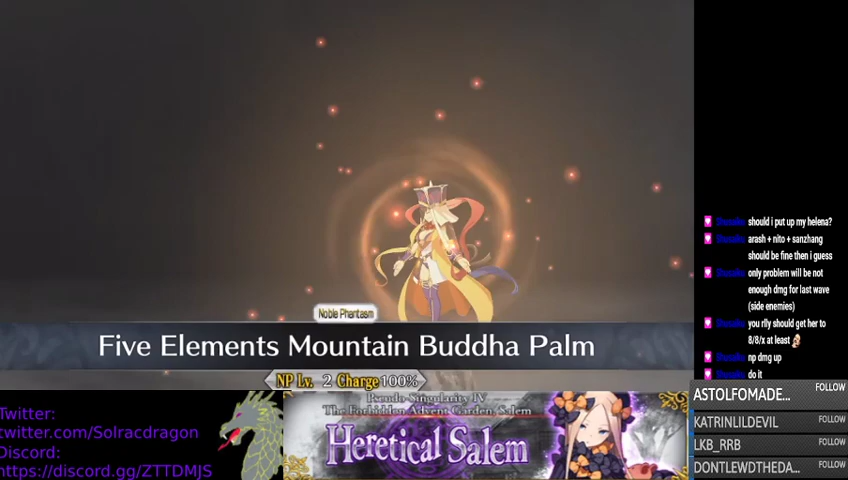 should i put up my helena?
arash + nito + sanzhang
should be fine then i guess
only problem will be not
enough dmg for last wave
(side enemies)
you rlly should get her to
8/8/x at least
np dmg up
do it
Noble Phantasm
Five Elements Mountain Buddha Palm
NP Lv. 2 Charge 100%
Pseudo Singularity IV
The Forbidden Advent Garden, Salem
Heretical Salem
Twitter:
twitter.com/Solracdragon
Discord:
https://discord.gg/ZTTDMJS
ASTOLFOMADE... FOLLOW
KATRINLILDEVIL FOLLOW
LKB_RRB FOLLOW
DONTLEWDTHEDA... FOLLOW